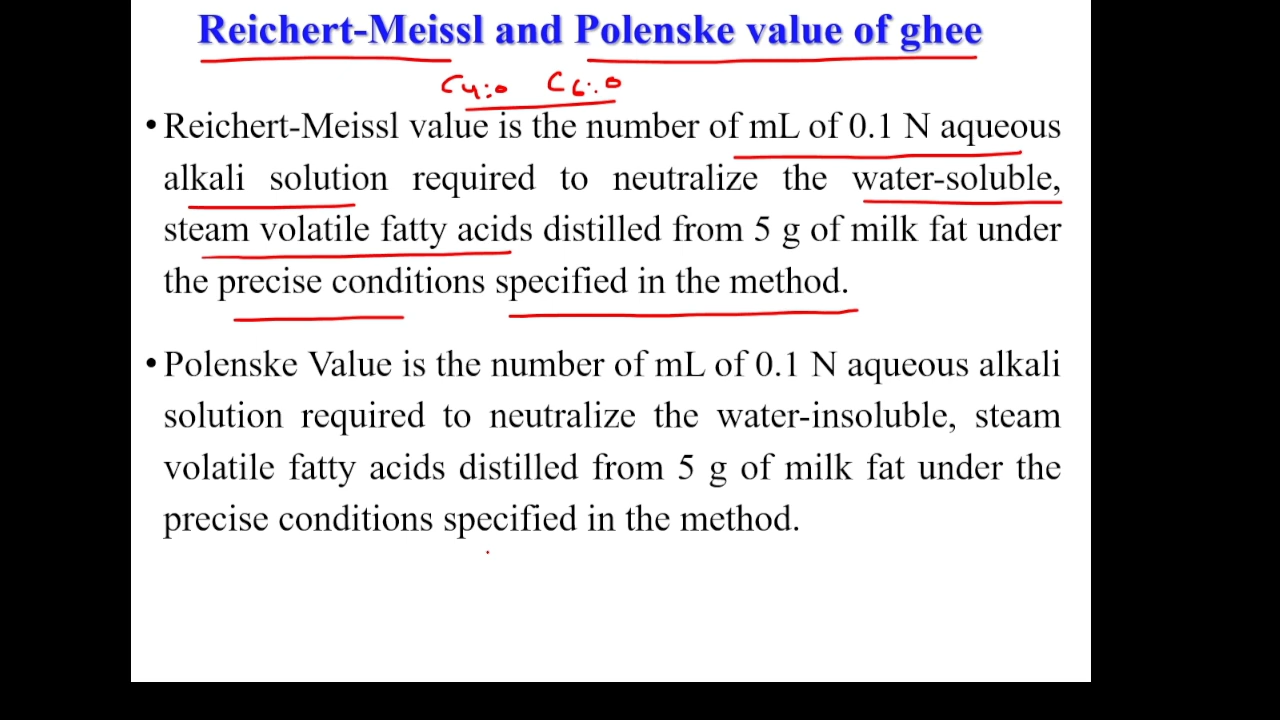 Reichert-Meissl and Polenske value of ghee
C4:0 C6:0
• Reichert-Meissl value is the number of mL of 0.1 N aqueous
alkali solution required to neutralize the water-soluble,
steam volatile fatty acids distilled from 5 g of milk fat under
the precise conditions specified in the method.
• Polenske Value is the number of mL of 0.1 N aqueous alkali
solution required to neutralize the water-insoluble, steam
volatile fatty acids distilled from 5 g of milk fat under the
precise conditions specified in the method.